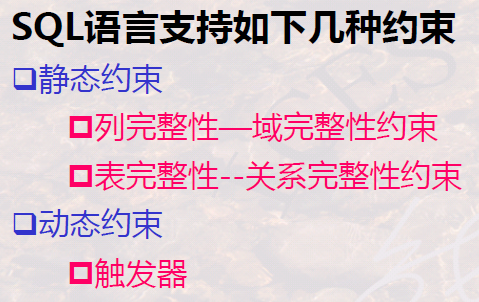 SQL语言支持如下几种约束
❑静态约束
◘列完整性—域完整性约束
◘表完整性--关系完整性约束
❑动态约束
◘触发器